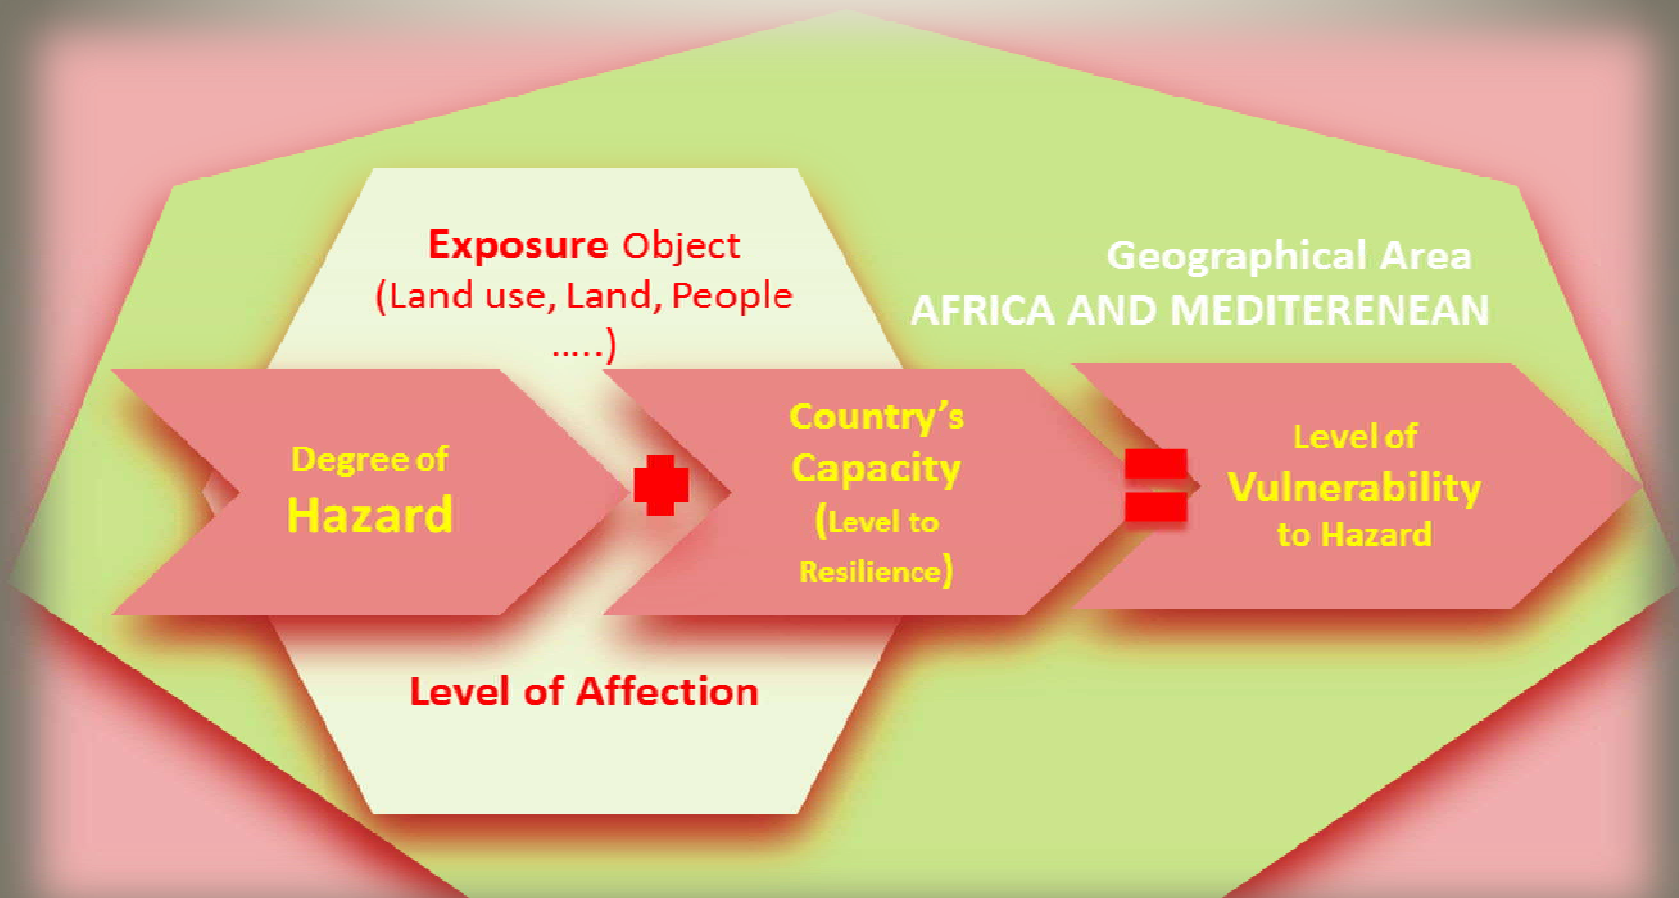 Exposure Object
(Land use, Land, People
.....)
Geographical Area
AFRICA AND MEDITERENEAN
Degree of
Hazard
Country’s
Capacity
(Level to
Resilience)
Level of
Vulnerability
to Hazard
Level of Affection